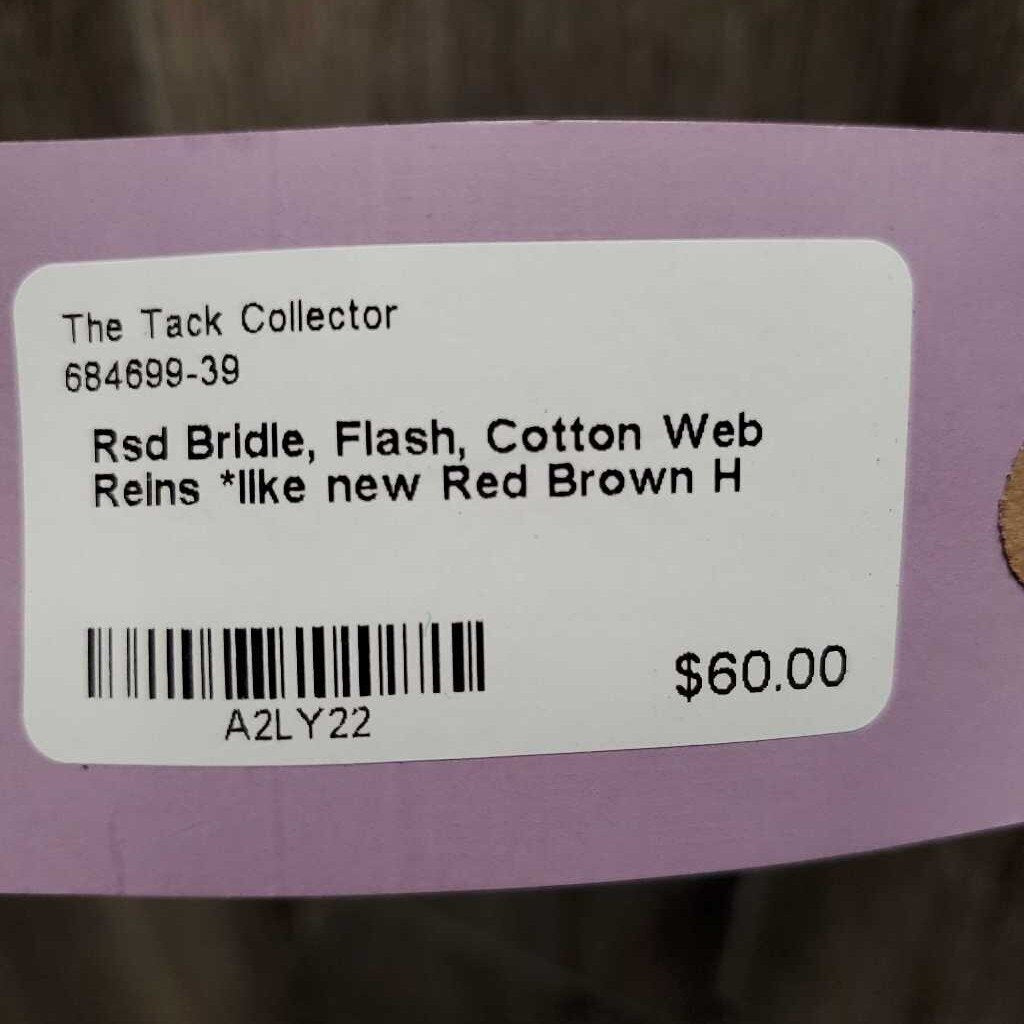 The Tack Collector
684699-39
Rsd Bridle, Flash, Cotton Web
Reins *like new Red Brown H
A2LY22
$60.00